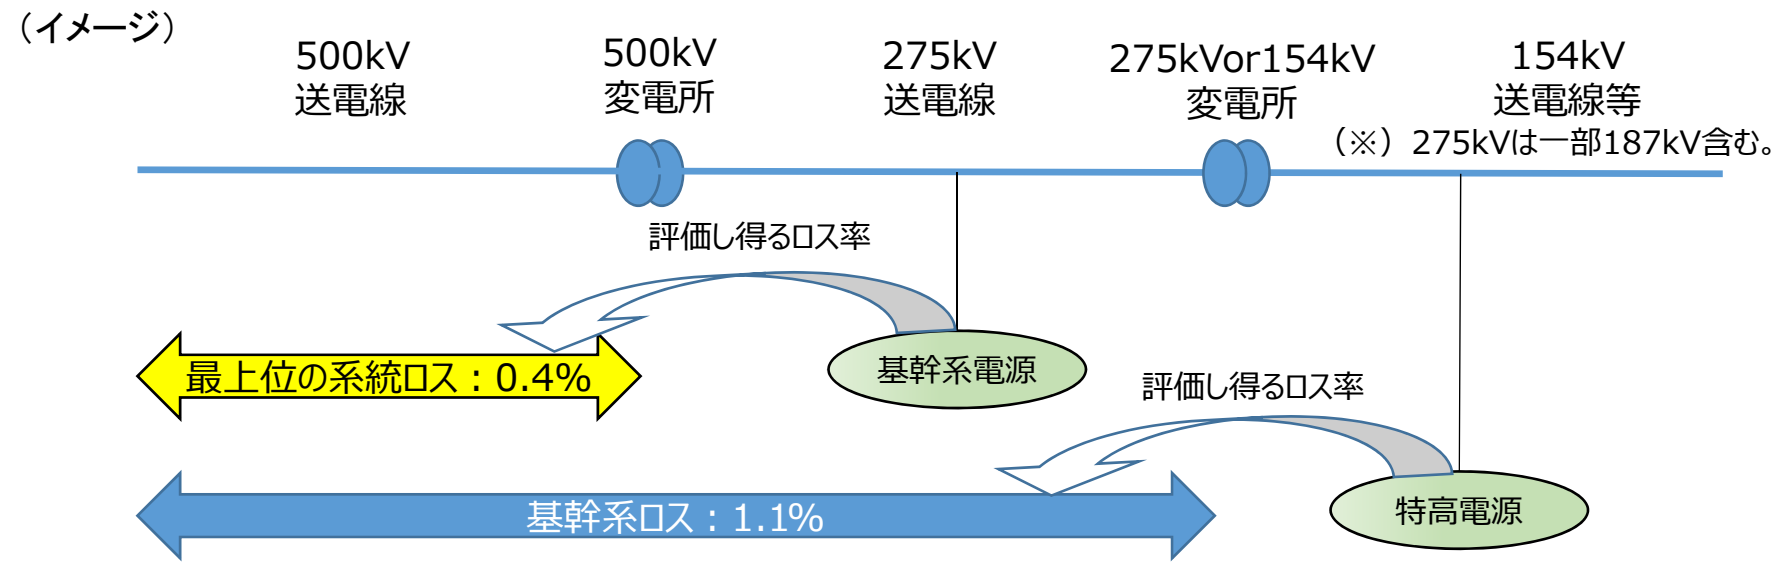 （イメージ）
500kV
送電線
500kV
変電所
275kV
送電線
275kVor154kV
変電所
154kV
送電線等
（※）275kVは一部187kV含む。
評価し得るロス率
最上位の系統ロス：0.4%
基幹系電源
評価し得るロス率
基幹系ロス：1.1%
特高電源